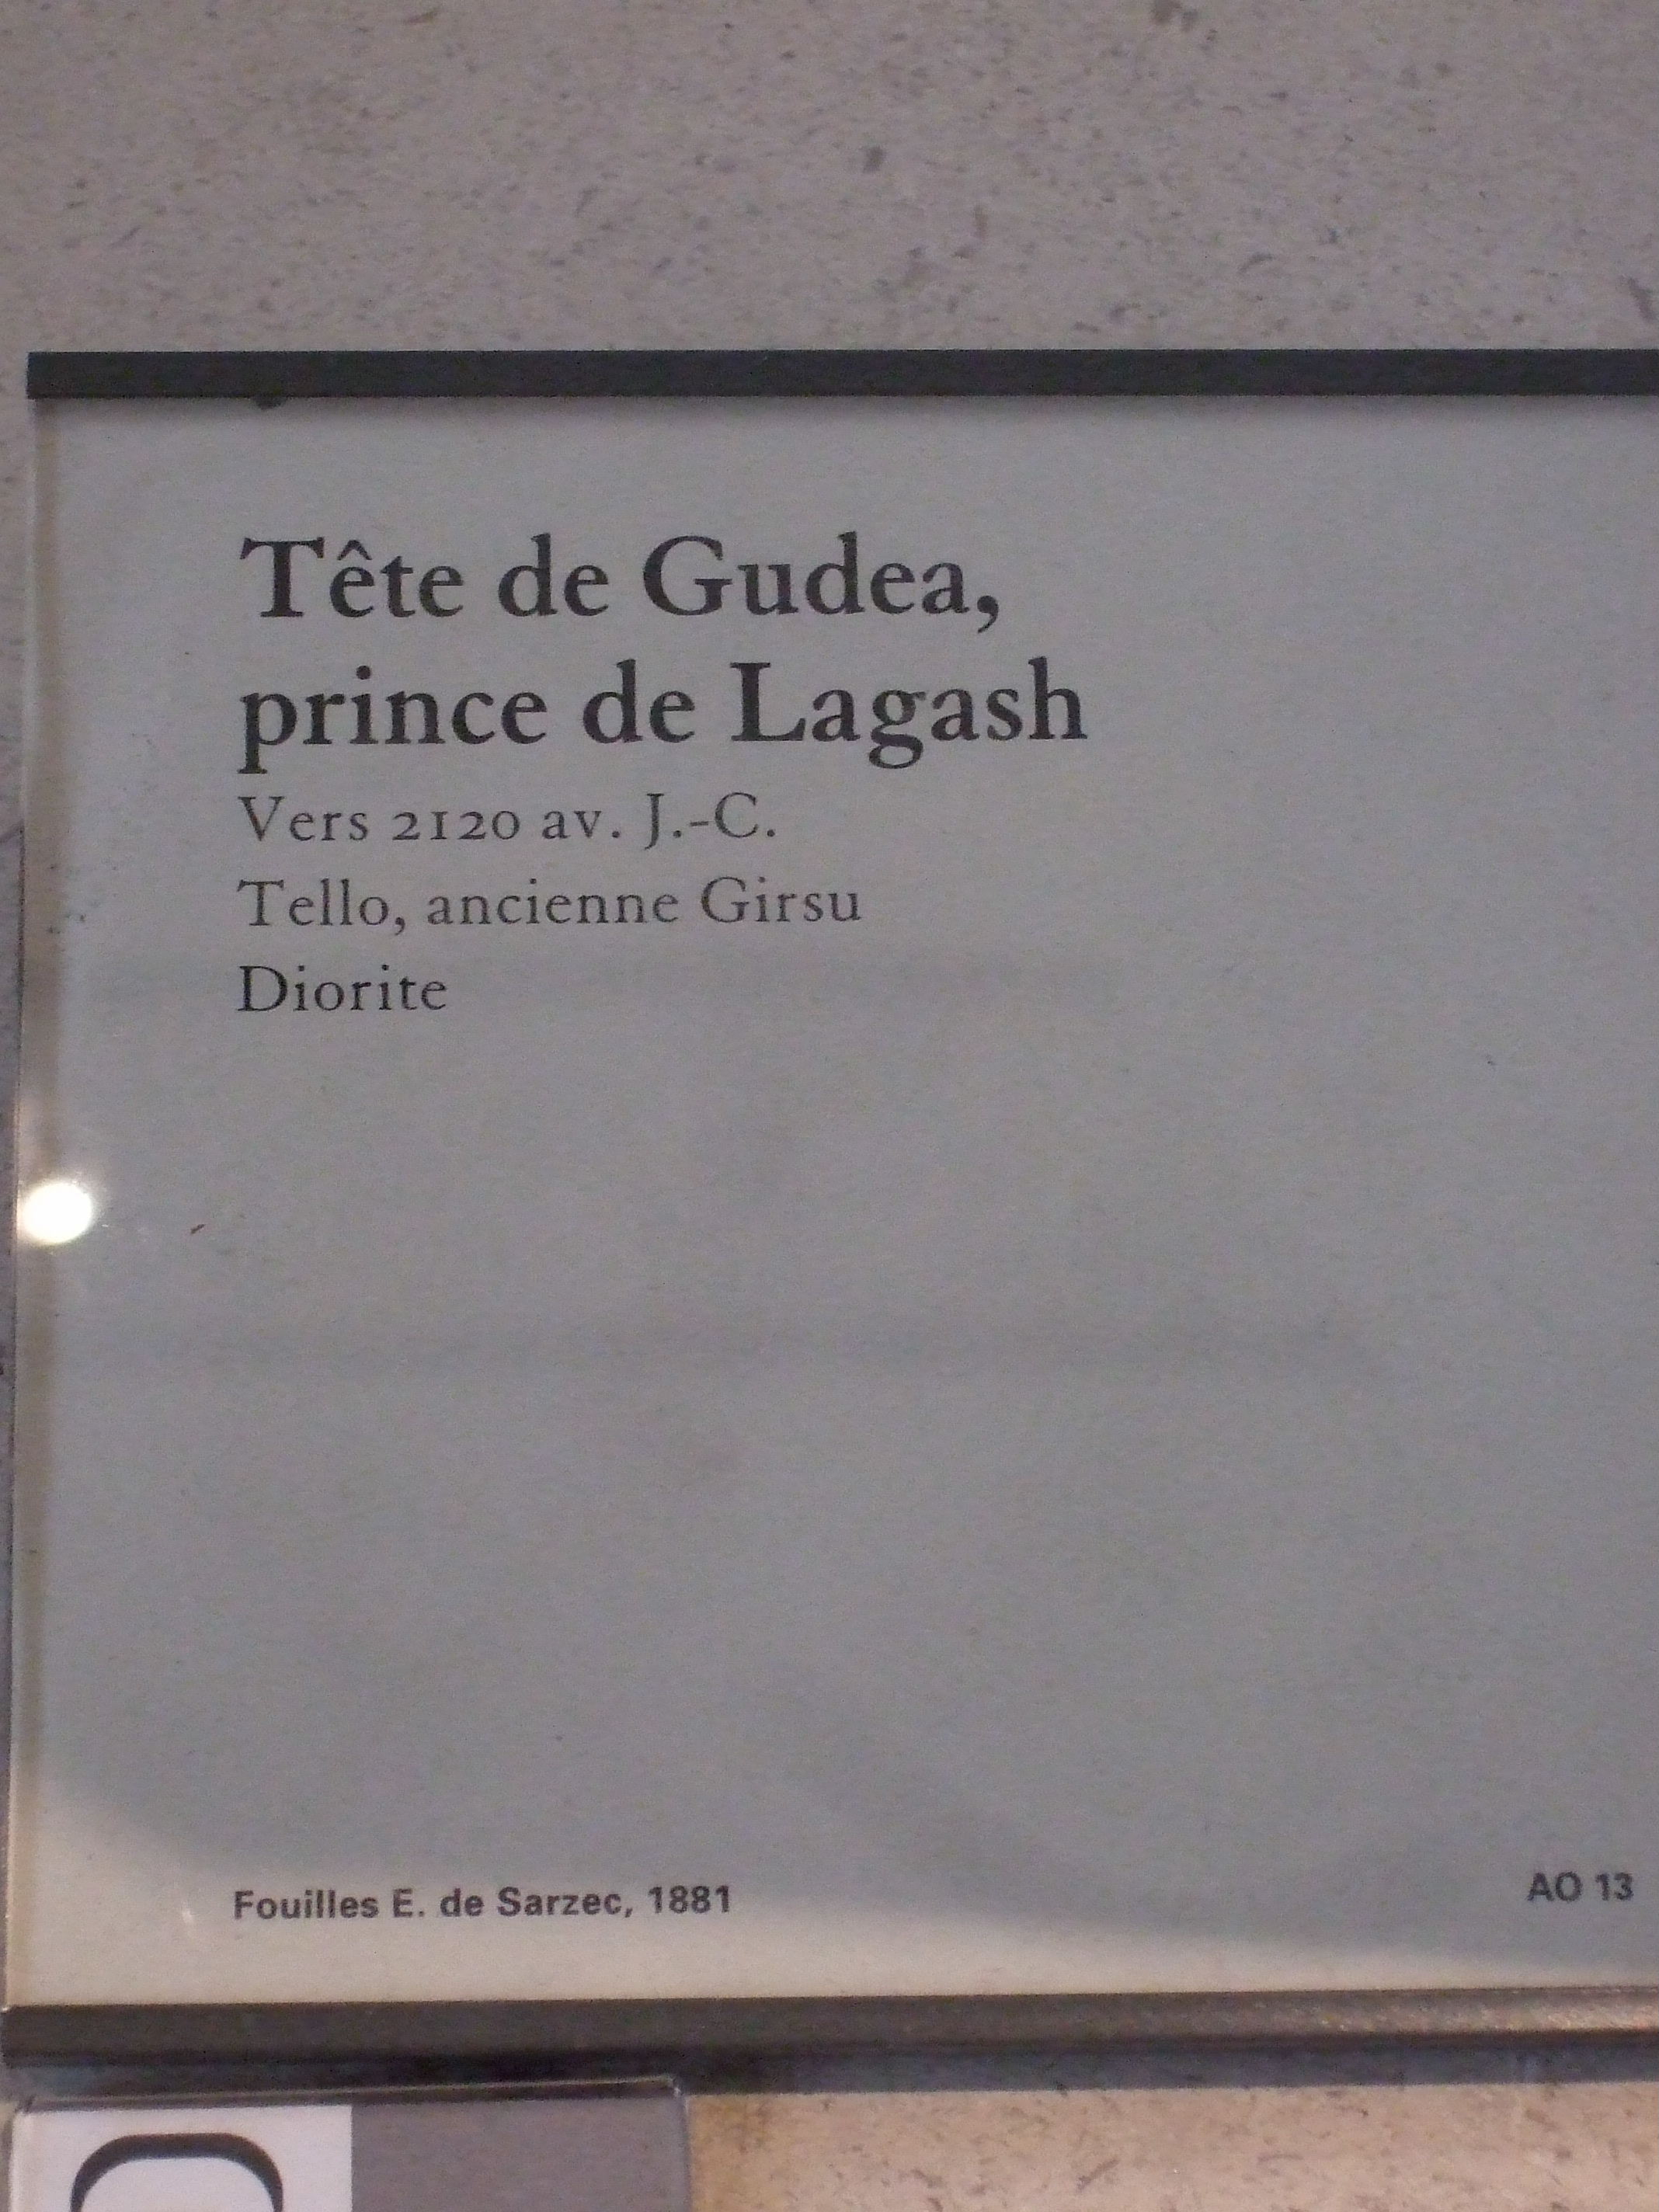 Tête de Gudea,
prince de Lagash
Vers 2120 av. J.-C.
Tello, ancienne Girsu
Diorite
Fouilles E. de Sarzec, 1881
AO 13